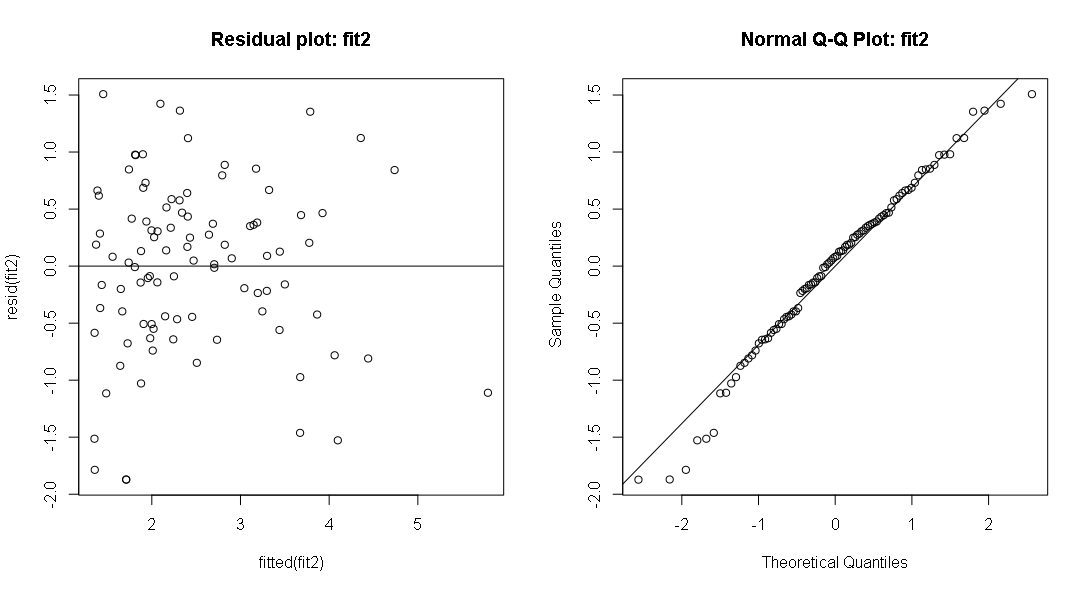 Residual plot: fit2
resid(fit2)
1.5
1.0
0.5
0.0
-0.5
-1.0
-1.5
-2.0
2 3 4 5
fitted(fit2)
Normal Q-Q Plot: fit2
Sample Quantiles
1.5
1.0
0.5
0.0
-0.5
-1.0
-1.5
-2.0
-2 -1 0 1 2
Theoretical Quantiles